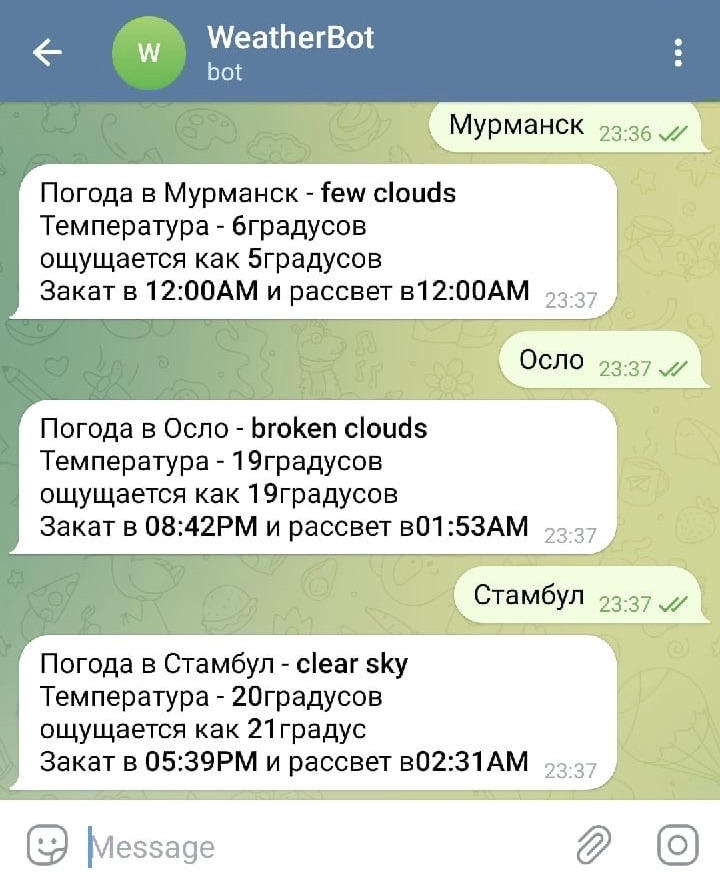 W
WeatherBot
bot
Мурманск 23:36
Погода в Мурманск - few clouds
Температура - 6градусов
ощущается как 5градусов
Закат в 12:00AM и рассвет в12:00AM 23:37
Осло 23:37
Погода в Осло - broken clouds
Температура - 19градусов
ощущается как 19градусов
Закат в 08:42PM и рассвет в01:53AM 23:37
Стамбул 23:37
Погода в Стамбул - clear sky
Температура - 20градусов
ощущается как 21градус
Закат в 05:39PM и рассвет в02:31AM 23:37
Message